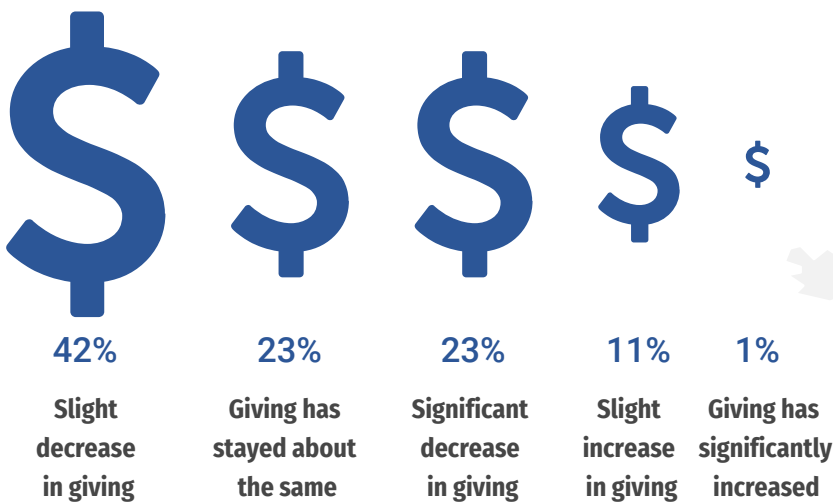 42%
Slight
decrease
in giving
23%
Giving has
stayed about
the same
23%
Significant
decrease
in giving
11%
Slight
increase
in giving
1%
Giving has
significantly
increased